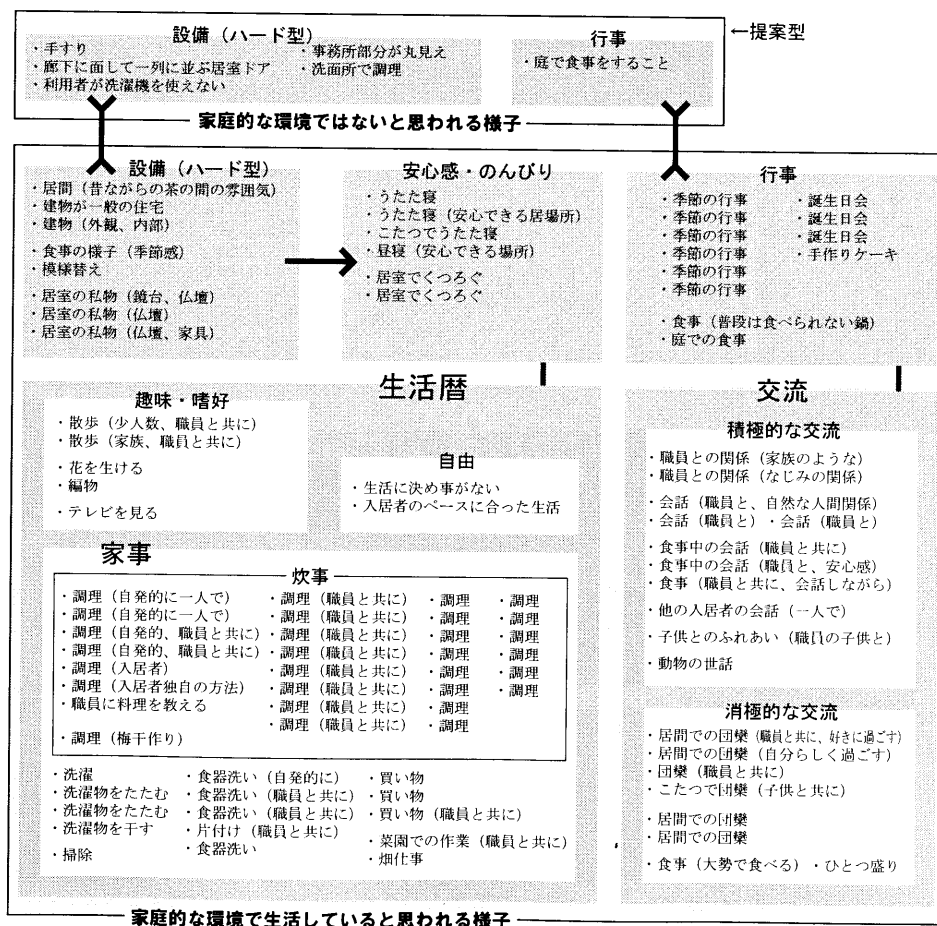 設備（ハード型）
・手すり
・廊下に面して一列に並ぶ居室ドア
・利用者が洗濯機を使えない
・事務所部分が丸見え
・洗面所で調理
行事
・庭で食事をすること
←提案型
家庭的な環境ではないと思われる様子
設備（ハード型）
・居間（昔ながらの茶の間の雰囲気）
・建物が一般の住宅
・建物（外観、内部）
・食事の様子（季節感）
・模様替え
・居室の私物（鏡台、仏壇）
・居室の私物（仏壇）
・居室の私物（仏壇、家具）
安心感・のんびり
・うたた寝
・うたた寝（安心できる居場所）
・こたつでうたた寝
・昼寝（安心できる場所）
・居室でくつろぐ
・居室でくつろぐ
行事
・季節の行事
・季節の行事
・季節の行事
・季節の行事
・季節の行事
・季節の行事
・誕生日会
・誕生日会
・誕生日会
・手作りケーキ
・食事（普段は食べられない鍋）
・庭での食事
生活暦
趣味・嗜好
・散歩（少人数、職員と共に）
・散歩（家族、職員と共に）
・花を生ける
・編物
・テレビを見る
自由
・生活に決め事がない
・入居者のペースに合った生活
家事
炊事
・調理（自発的に一人で）
・調理（自発的に一人で）
・調理（自発的、職員と共に）
・調理（自発的、職員と共に）
・調理（入居者）
・調理（入居者独自の方法）
・職員に料理を教える
・調理（梅干作り）
・調理（職員と共に）
・調理（職員と共に）
・調理（職員と共に）
・調理（職員と共に）
・調理（職員と共に）
・調理（職員と共に）
・調理（職員と共に）
・調理（職員と共に）
・調理
・調理
・調理
・調理
・調理
・調理
・調理
・調理
・調理
・調理
・調理
・調理
・調理
・調理
・洗濯
・洗濯物をたたむ
・洗濯物をたたむ
・洗濯物を干す
・掃除
・食器洗い（自発的に）
・食器洗い（職員と共に）
・食器洗い（職員と共に）
・片付け（職員と共に）
・食器洗い
・買い物
・買い物
・買い物（職員と共に）
・菜園での作業（職員と共に）
・畑仕事
交流
積極的な交流
・職員との関係（家族のような）
・職員との関係（なじみの関係）
・会話（職員と、自然な人間関係）
・会話（職員と）・会話（職員と）
・食事中の会話（職員と共に）
・食事中の会話（職員と、安心感）
・食事（職員と共に、会話しながら）
・他の入居者の会話（一人で）
・子供とのふれあい（職員の子供と）
・動物の世話
消極的な交流
・居間での団欒（職員と共に、好きに過ごす）
・居間での団欒（自分らしく過ごす）
・団欒（職員と共に）
・こたつで団欒（子供と共に）
・居間での団欒
・居間での団欒
・食事（大勢で食べる）・ひとつ盛り
家庭的な環境で生活していると思われる様子